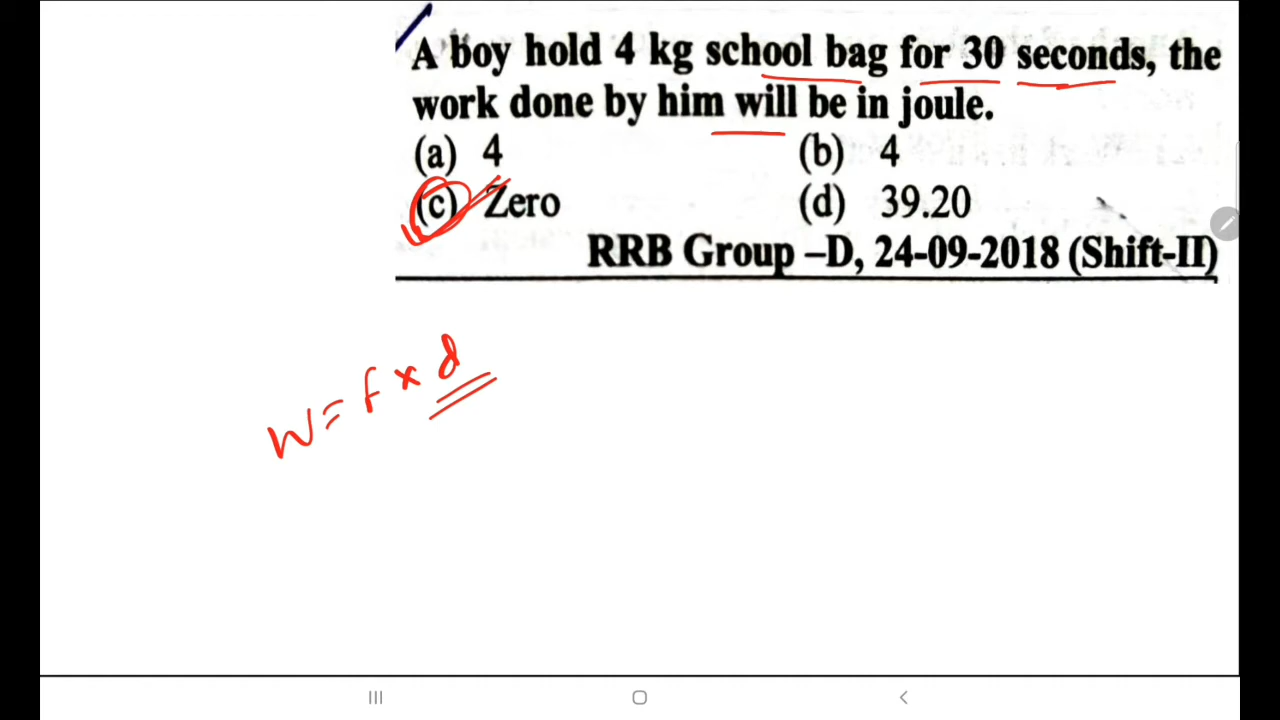 A boy hold 4 kg school bag for 30 seconds, the
work done by him will be in joule.
(a) 4 (b) 4
(c) Zero (d) 39.20
RRB Group –D, 24-09-2018 (Shift-II)
W = f × d